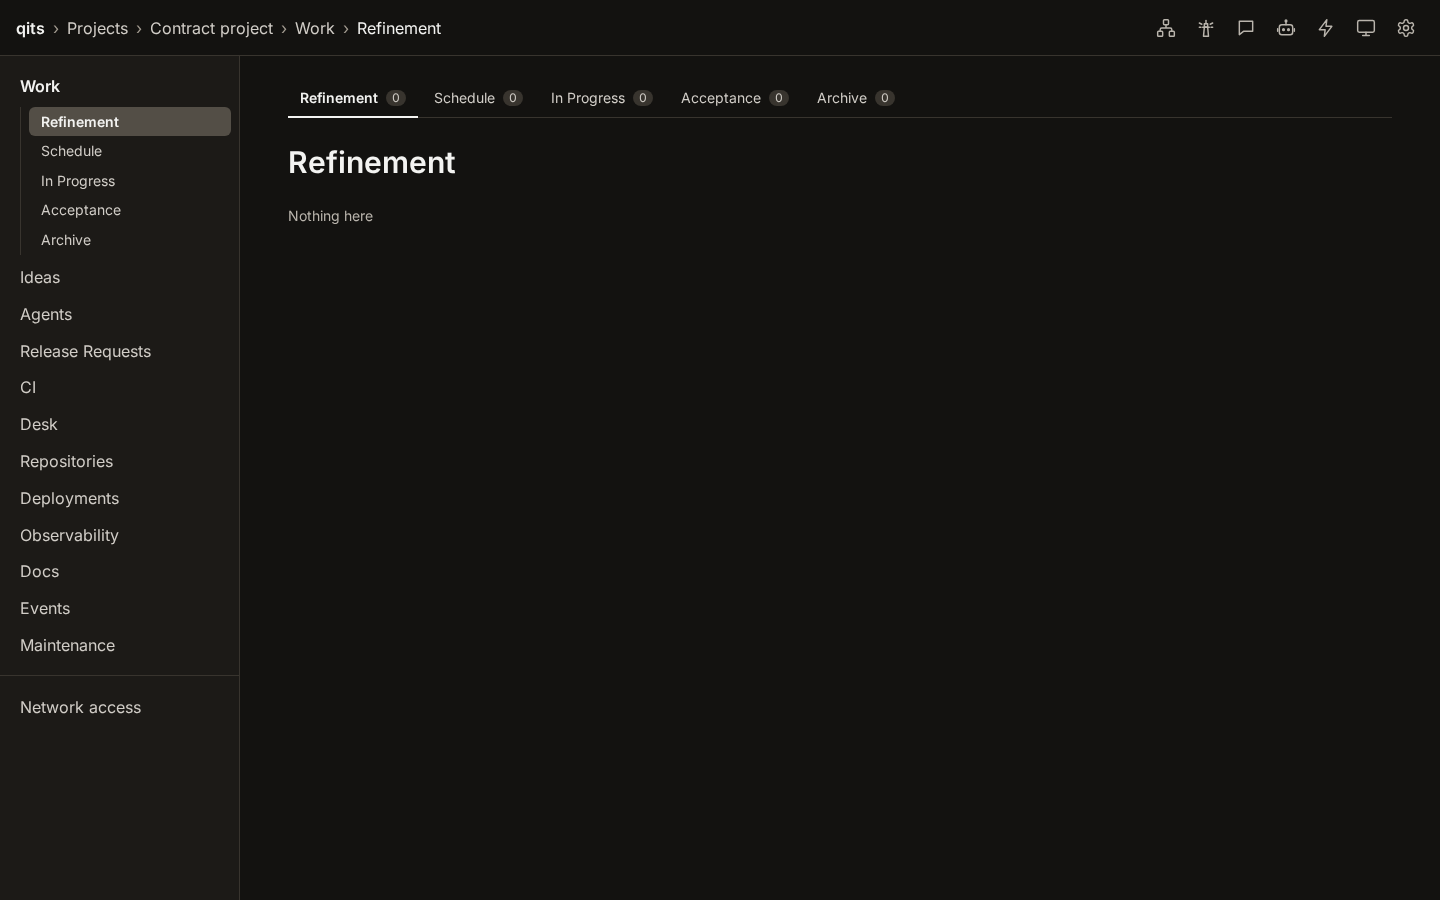 qits › Projects › Contract project › Work › Refinement
Work
Refinement
Schedule
In Progress
Acceptance
Archive
Ideas
Agents
Release Requests
CI
Desk
Repositories
Deployments
Observability
Docs
Events
Maintenance
Network access
Refinement 0 Schedule 0 In Progress 0 Acceptance 0 Archive 0
Refinement
Nothing here